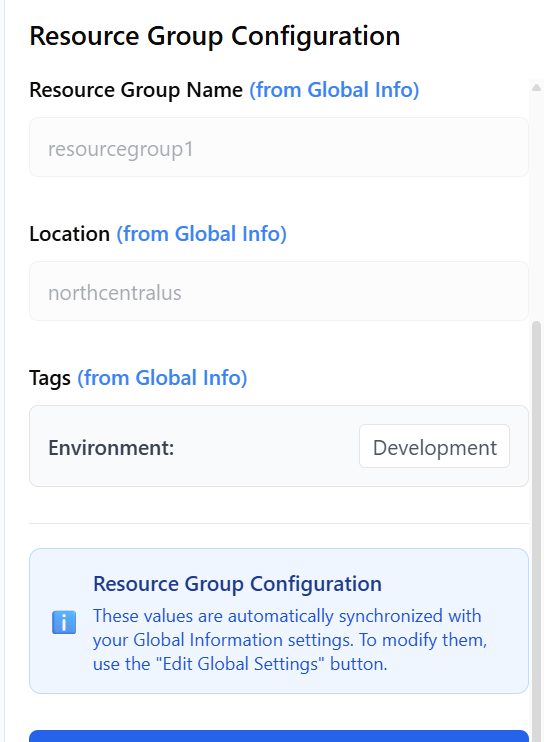 Resource Group Configuration
Resource Group Name (from Global Info)
resourcegroup1
Location (from Global Info)
northcentralus
Tags (from Global Info)
Environment: Development
Resource Group Configuration
These values are automatically synchronized with
your Global Information settings. To modify them,
use the "Edit Global Settings" button.